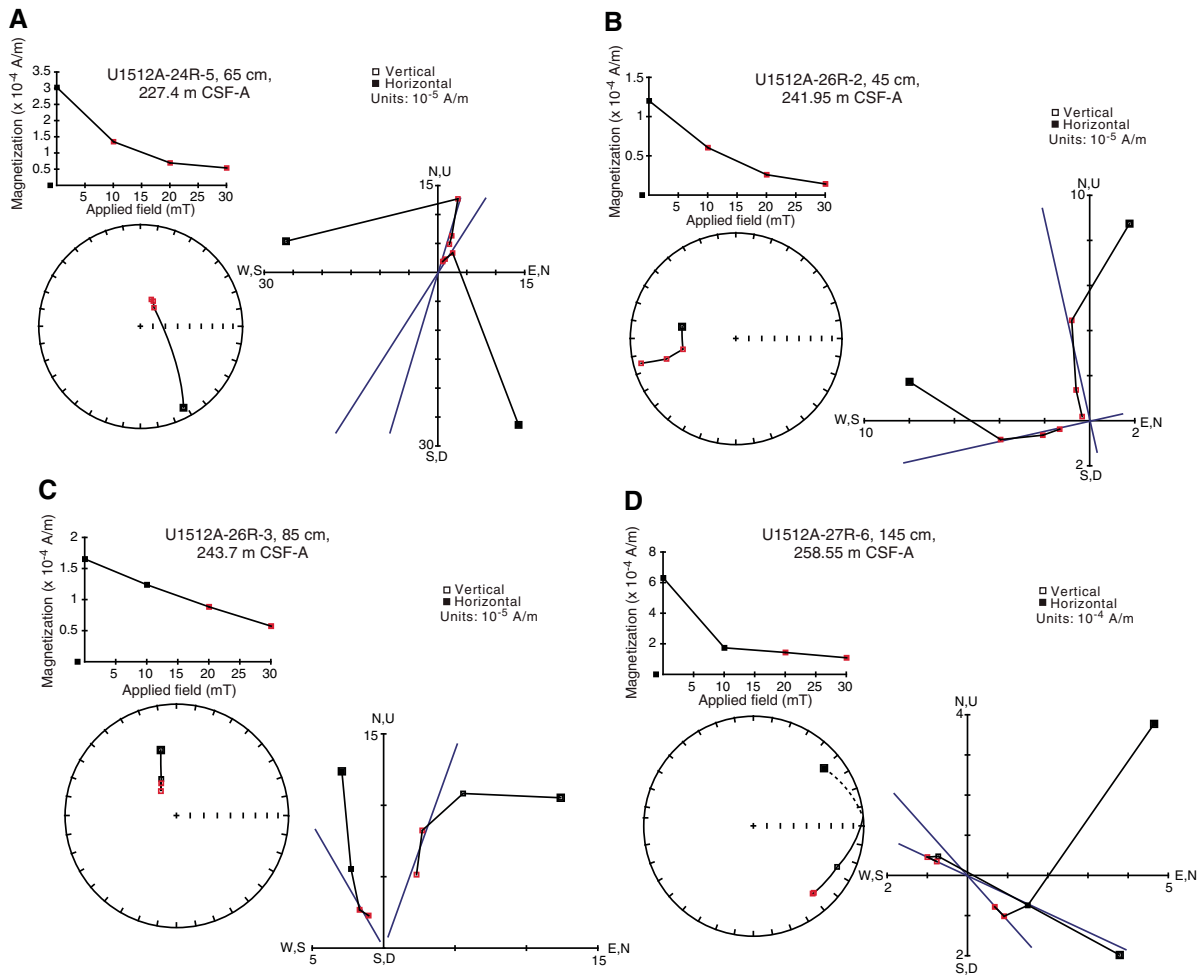 A
U1512A-24R-5, 65 cm,
227.4 m CSF-A
Magnetization (x 10-4 A/m)
3.5
3
2.5
2
1.5
1
0.5
5 10 15 20 25 30
Applied field (mT)
Vertical
Horizontal
Units: 10-5 A/m
N,U
15
W,S
30
E,N
15
30
S,D
B
U1512A-26R-2, 45 cm,
241.95 m CSF-A
Magnetization (x 10-4 A/m)
1.5
1
0.5
5 10 15 20 25 30
Applied field (mT)
Vertical
Horizontal
Units: 10-5 A/m
N,U
10
W,S
10
E,N
2
2
S,D
C
U1512A-26R-3, 85 cm,
243.7 m CSF-A
Magnetization (x 10-4 A/m)
2
1.5
1
0.5
5 10 15 20 25 30
Applied field (mT)
Vertical
Horizontal
Units: 10-5 A/m
N,U
15
W,S
5
S,D
E,N
15
D
U1512A-27R-6, 145 cm,
258.55 m CSF-A
Magnetization (x 10-4 A/m)
8
6
4
2
5 10 15 20 25 30
Applied field (mT)
Vertical
Horizontal
Units: 10-4 A/m
N,U
4
W,S
2
E,N
5
2
S,D